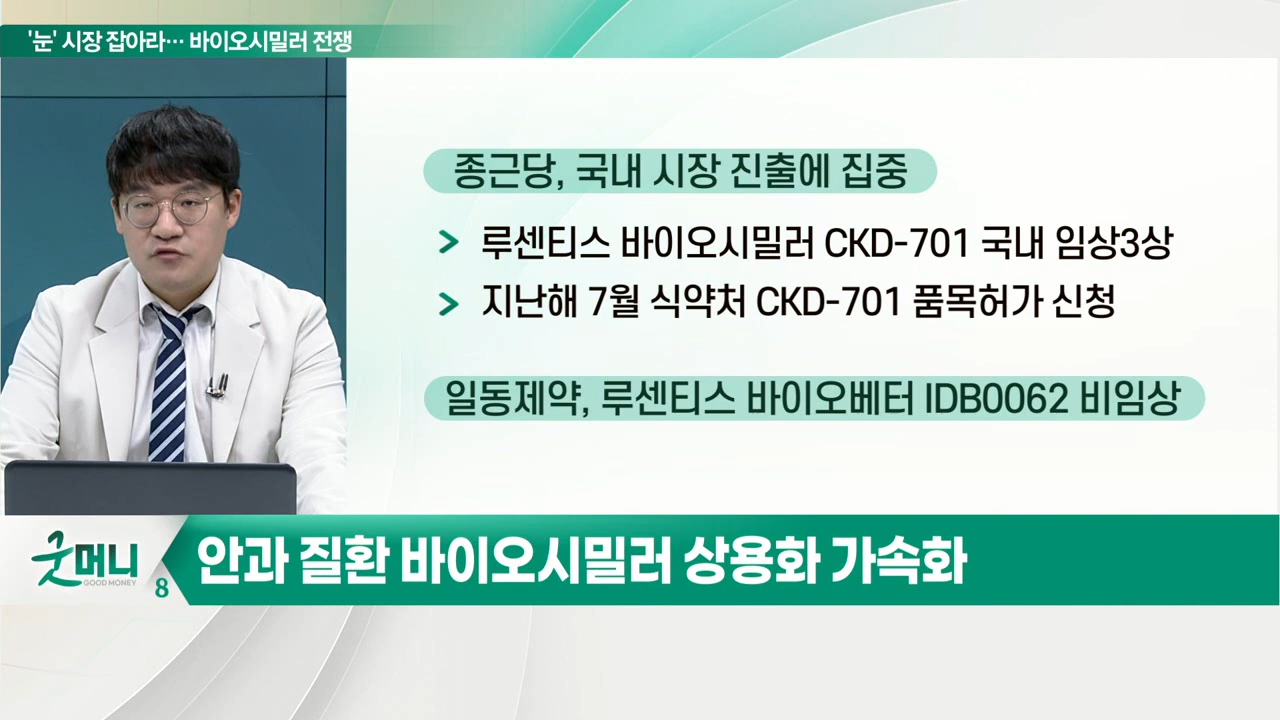 '눈' 시장 잡아라… 바이오시밀러 전쟁
종근당, 국내 시장 진출에 집중
> 루센티스 바이오시밀러 CKD-701 국내 임상3상
> 지난해 7월 식약처 CKD-701 품목허가 신청
일동제약, 루센티스 바이오베터 IDB0062 비임상
굿머니
GOOD MONEY
8
안과 질환 바이오시밀러 상용화 가속화